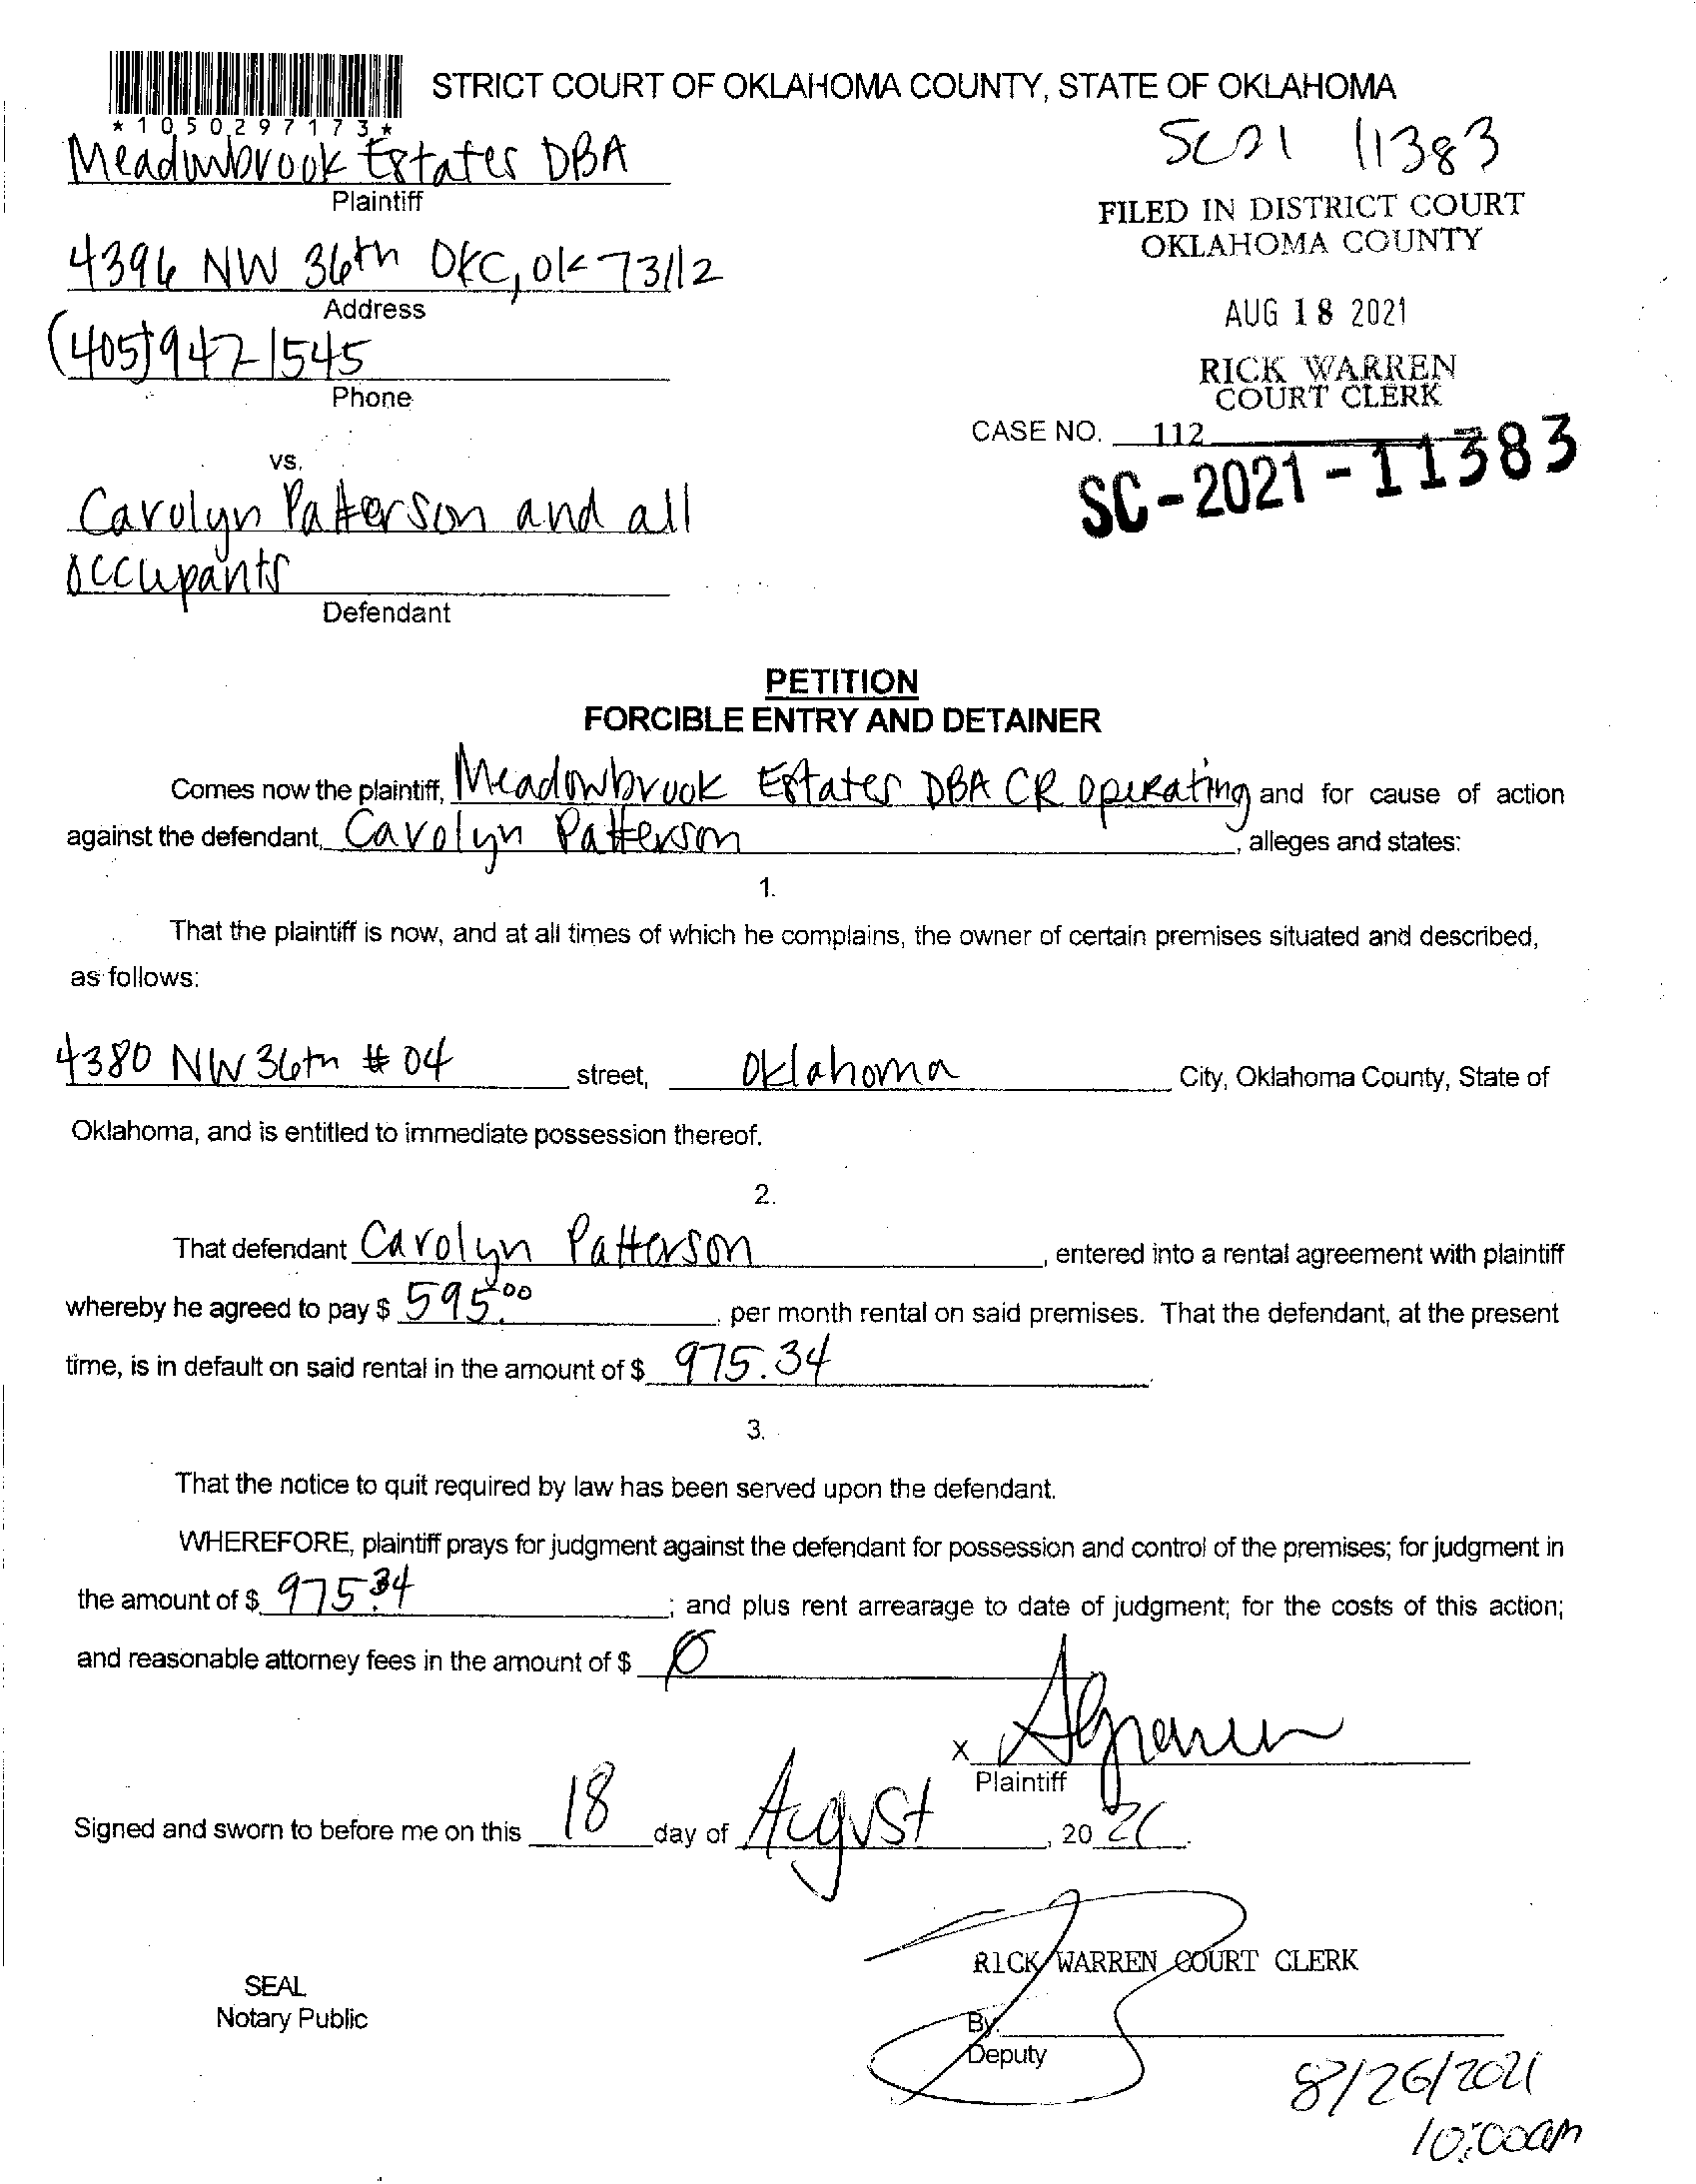 STRICT COURT OF OKLAHOMA COUNTY, STATE OF OKLAHOMA
*1050297173*
SC21 11383
Meadowbrook Estates DBA
Plaintiff
FILED IN DISTRICT COURT
OKLAHOMA COUNTY
4396 NW 36th OKC, OK 73112
Address
AUG 18 2021
(405) 947-1545
Phone
RICK WARREN
COURT CLERK
CASE NO. 112
SC-2021-11383
vs.
Carolyn Patterson and all
occupants
Defendant
PETITION
FORCIBLE ENTRY AND DETAINER
Comes now the plaintiff, Meadowbrook Estates DBA CR Operating and for cause of action
against the defendant, Carolyn Patterson, alleges and states:
1.
That the plaintiff is now, and at all times of which he complains, the owner of certain premises situated and described,
as follows:
4380 NW 36th # 04 street, Oklahoma City, Oklahoma County, State of
Oklahoma, and is entitled to immediate possession thereof.
2.
That defendant Carolyn Patterson, entered into a rental agreement with plaintiff
whereby he agreed to pay $ 595.00 per month rental on said premises. That the defendant, at the present
time, is in default on said rental in the amount of $ 975.34.
3.
That the notice to quit required by law has been served upon the defendant.
WHEREFORE, plaintiff prays for judgment against the defendant for possession and control of the premises; for judgment in
the amount of $ 975.34; and plus rent arrearage to date of judgment; for the costs of this action;
and reasonable attorney fees in the amount of $ 0
X
Plaintiff
Signed and sworn to before me on this 18 day of August, 2021.
RICK WARREN COURT CLERK
SEAL
Notary Public
By.
Deputy
8/26/2021
10:00am